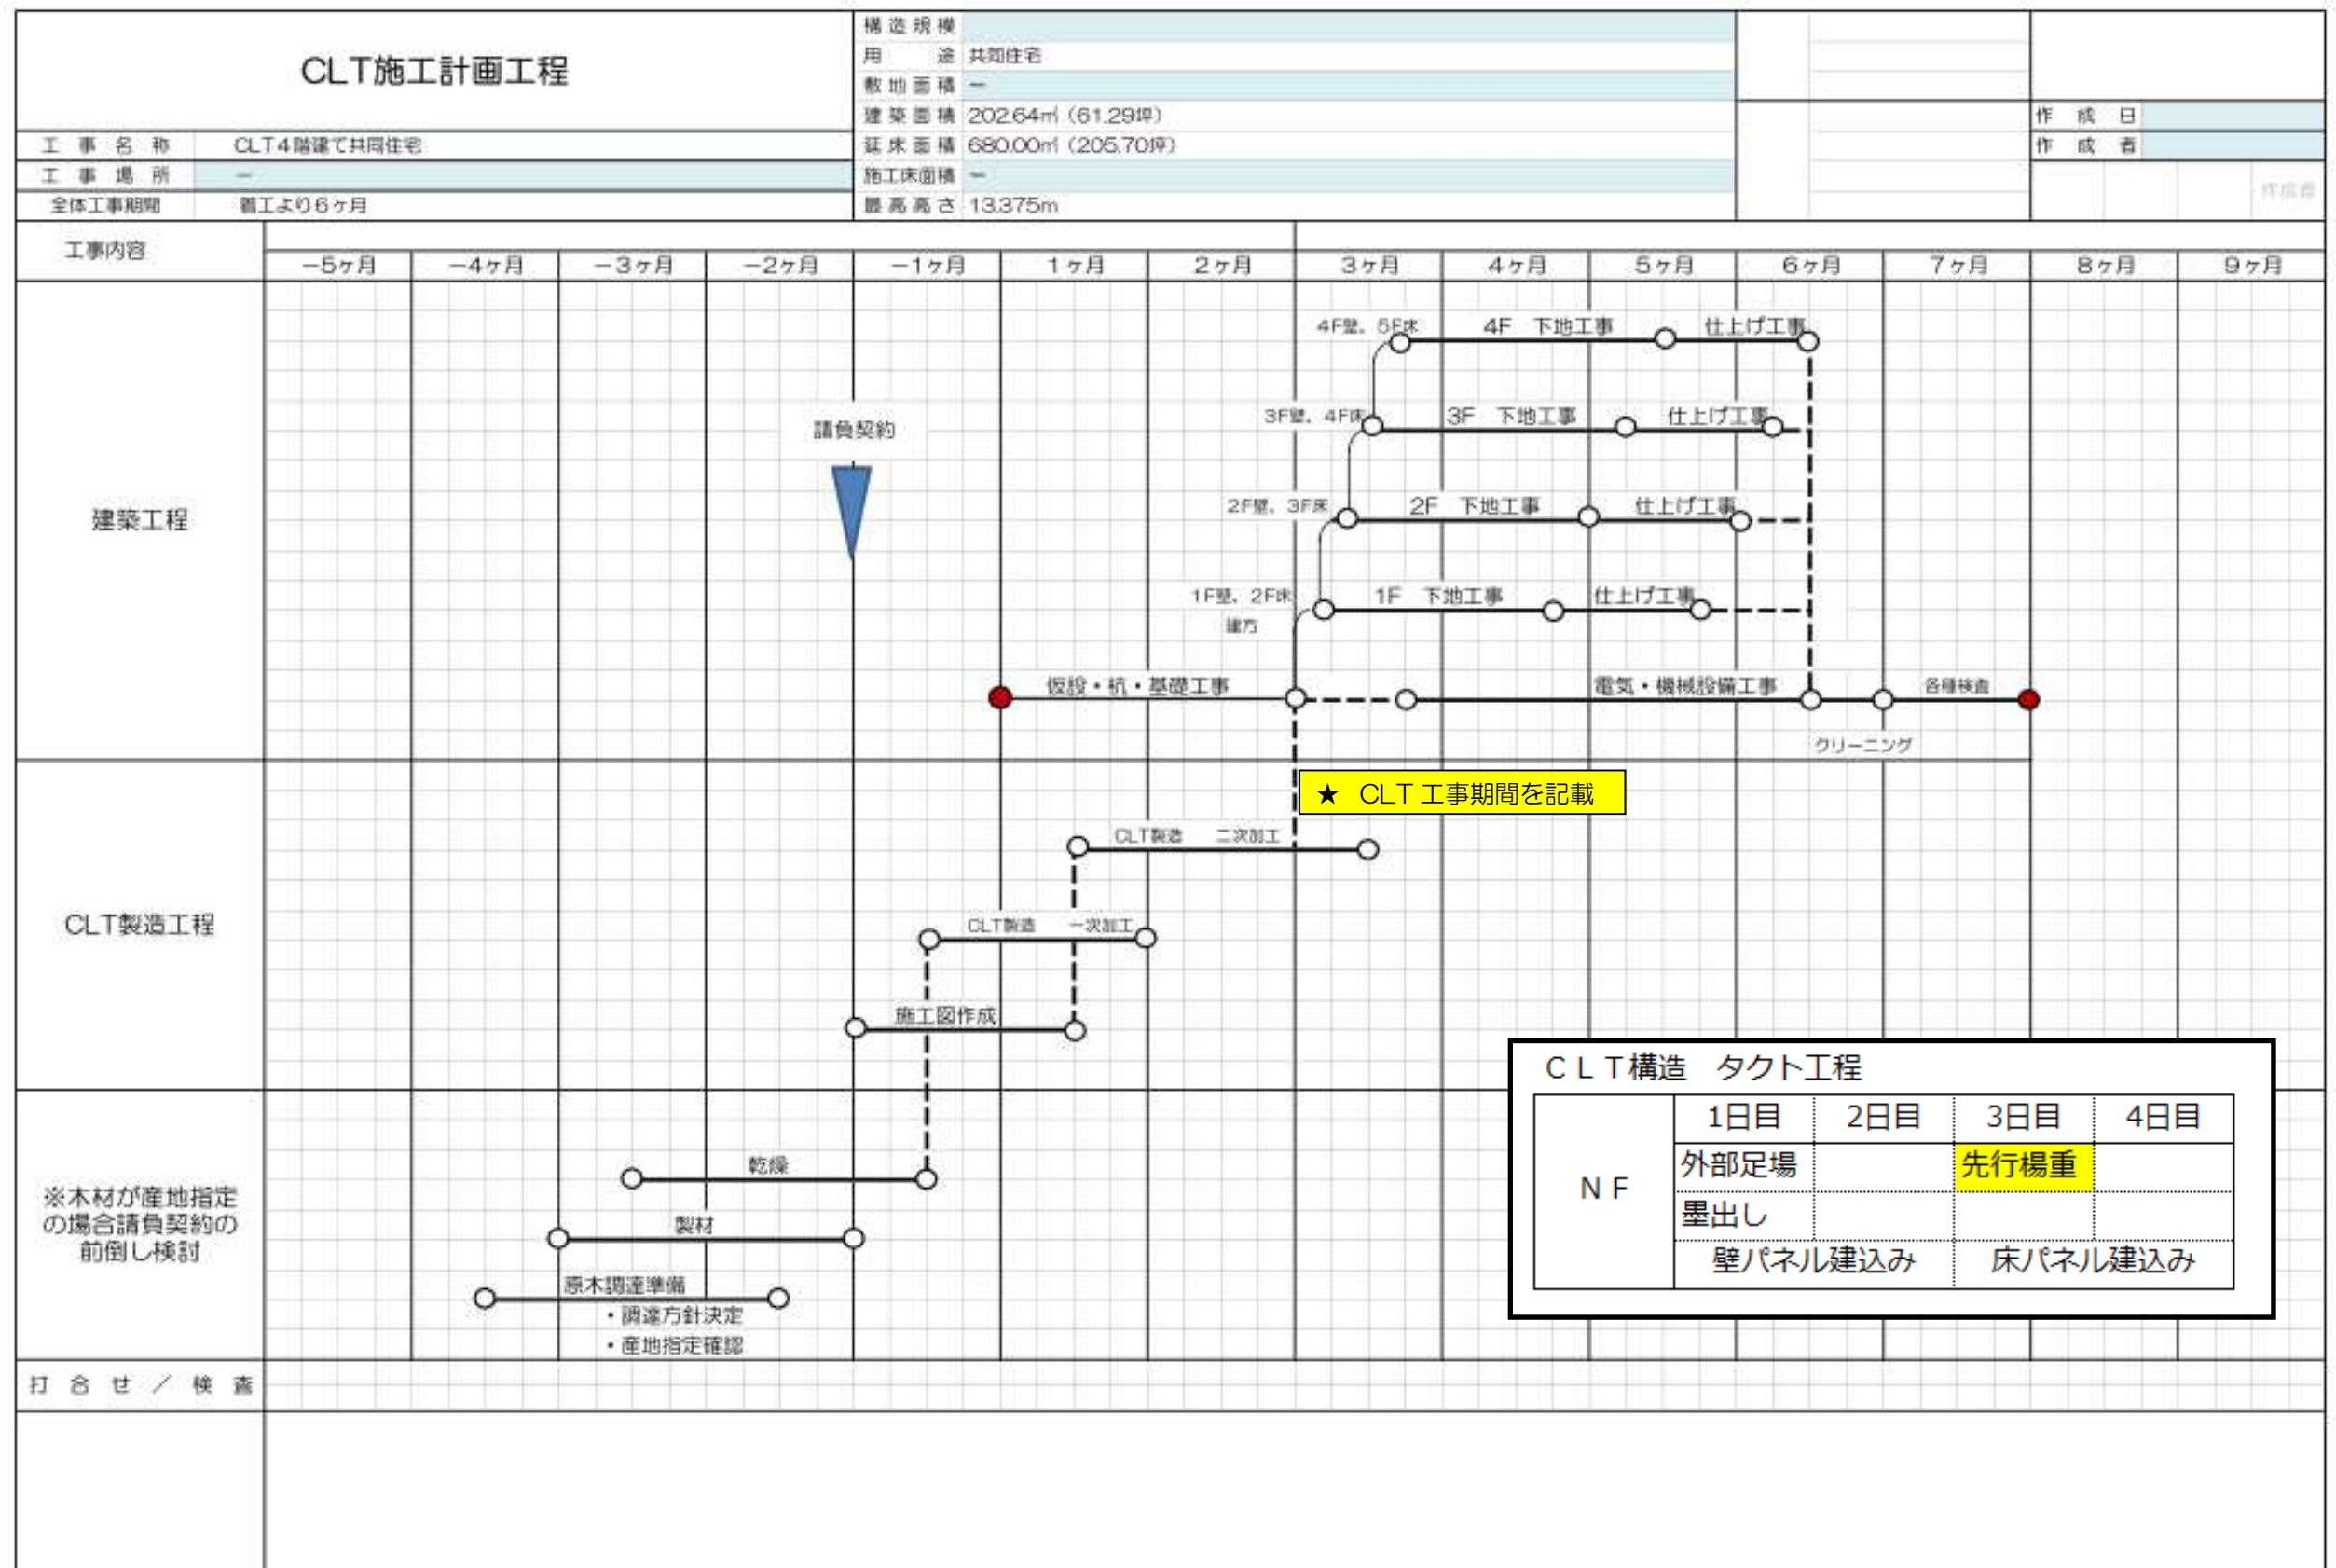 CLT施工計画工程
工事名称 CLT4階建て共同住宅
工事場所 －
全体工事期間 着工より6ヶ月
構造規模
用途 共同住宅
敷地面積 －
建築面積 202.64㎡（61.29坪）
延床面積 680.00㎡（205.70坪）
施工床面積 －
最高高さ 13.375m
作成日
作成者
作成者
工事内容
－5ヶ月 －4ヶ月 －3ヶ月 －2ヶ月 －1ヶ月 1ヶ月 2ヶ月 3ヶ月 4ヶ月 5ヶ月 6ヶ月 7ヶ月 8ヶ月 9ヶ月
建築工程
4F壁、5F床 4F 下地工事 仕上げ工事
請負契約
3F壁、4F床 3F 下地工事 仕上げ工事
2F壁、3F床 2F 下地工事 仕上げ工事
1F壁、2F床 1F 下地工事 仕上げ工事
建方
仮設・杭・基礎工事 電気・機械設備工事 各種検査
クリーニング
★ CLT工事期間を記載
CLT製造工程
CLT製造 二次加工
CLT製造 一次加工
施工図作成
※木材が産地指定
の場合請負契約の
前倒し検討
乾燥
製材
原木調達準備
・調達方針決定
・産地指定確認
ＣＬＴ構造 タクト工程
1日目 2日目 3日目 4日目
ＮＦ
外部足場 先行楊重
墨出し
壁パネル建込み 床パネル建込み
打合せ／検査